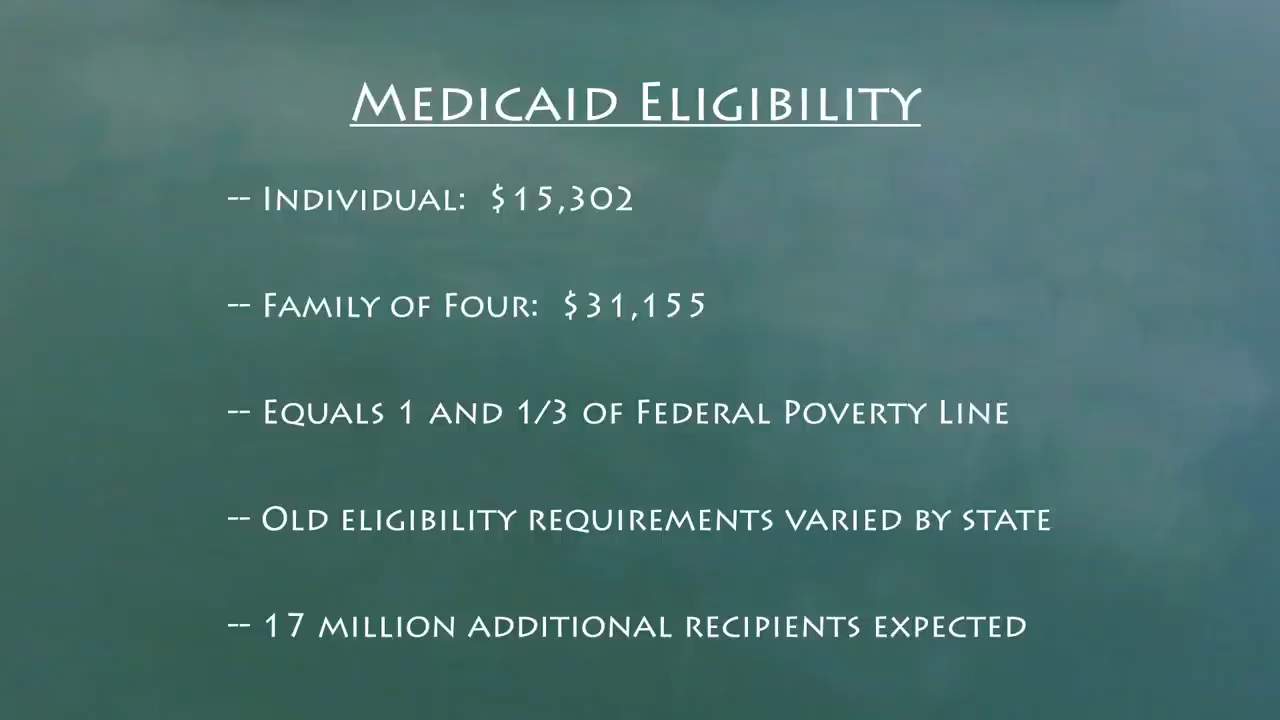 Medicaid Eligibility
-- Individual: $15,302
-- Family of Four: $31,155
-- Equals 1 and 1/3 of Federal Poverty Line
-- Old eligibility requirements varied by state
-- 17 million additional recipients expected